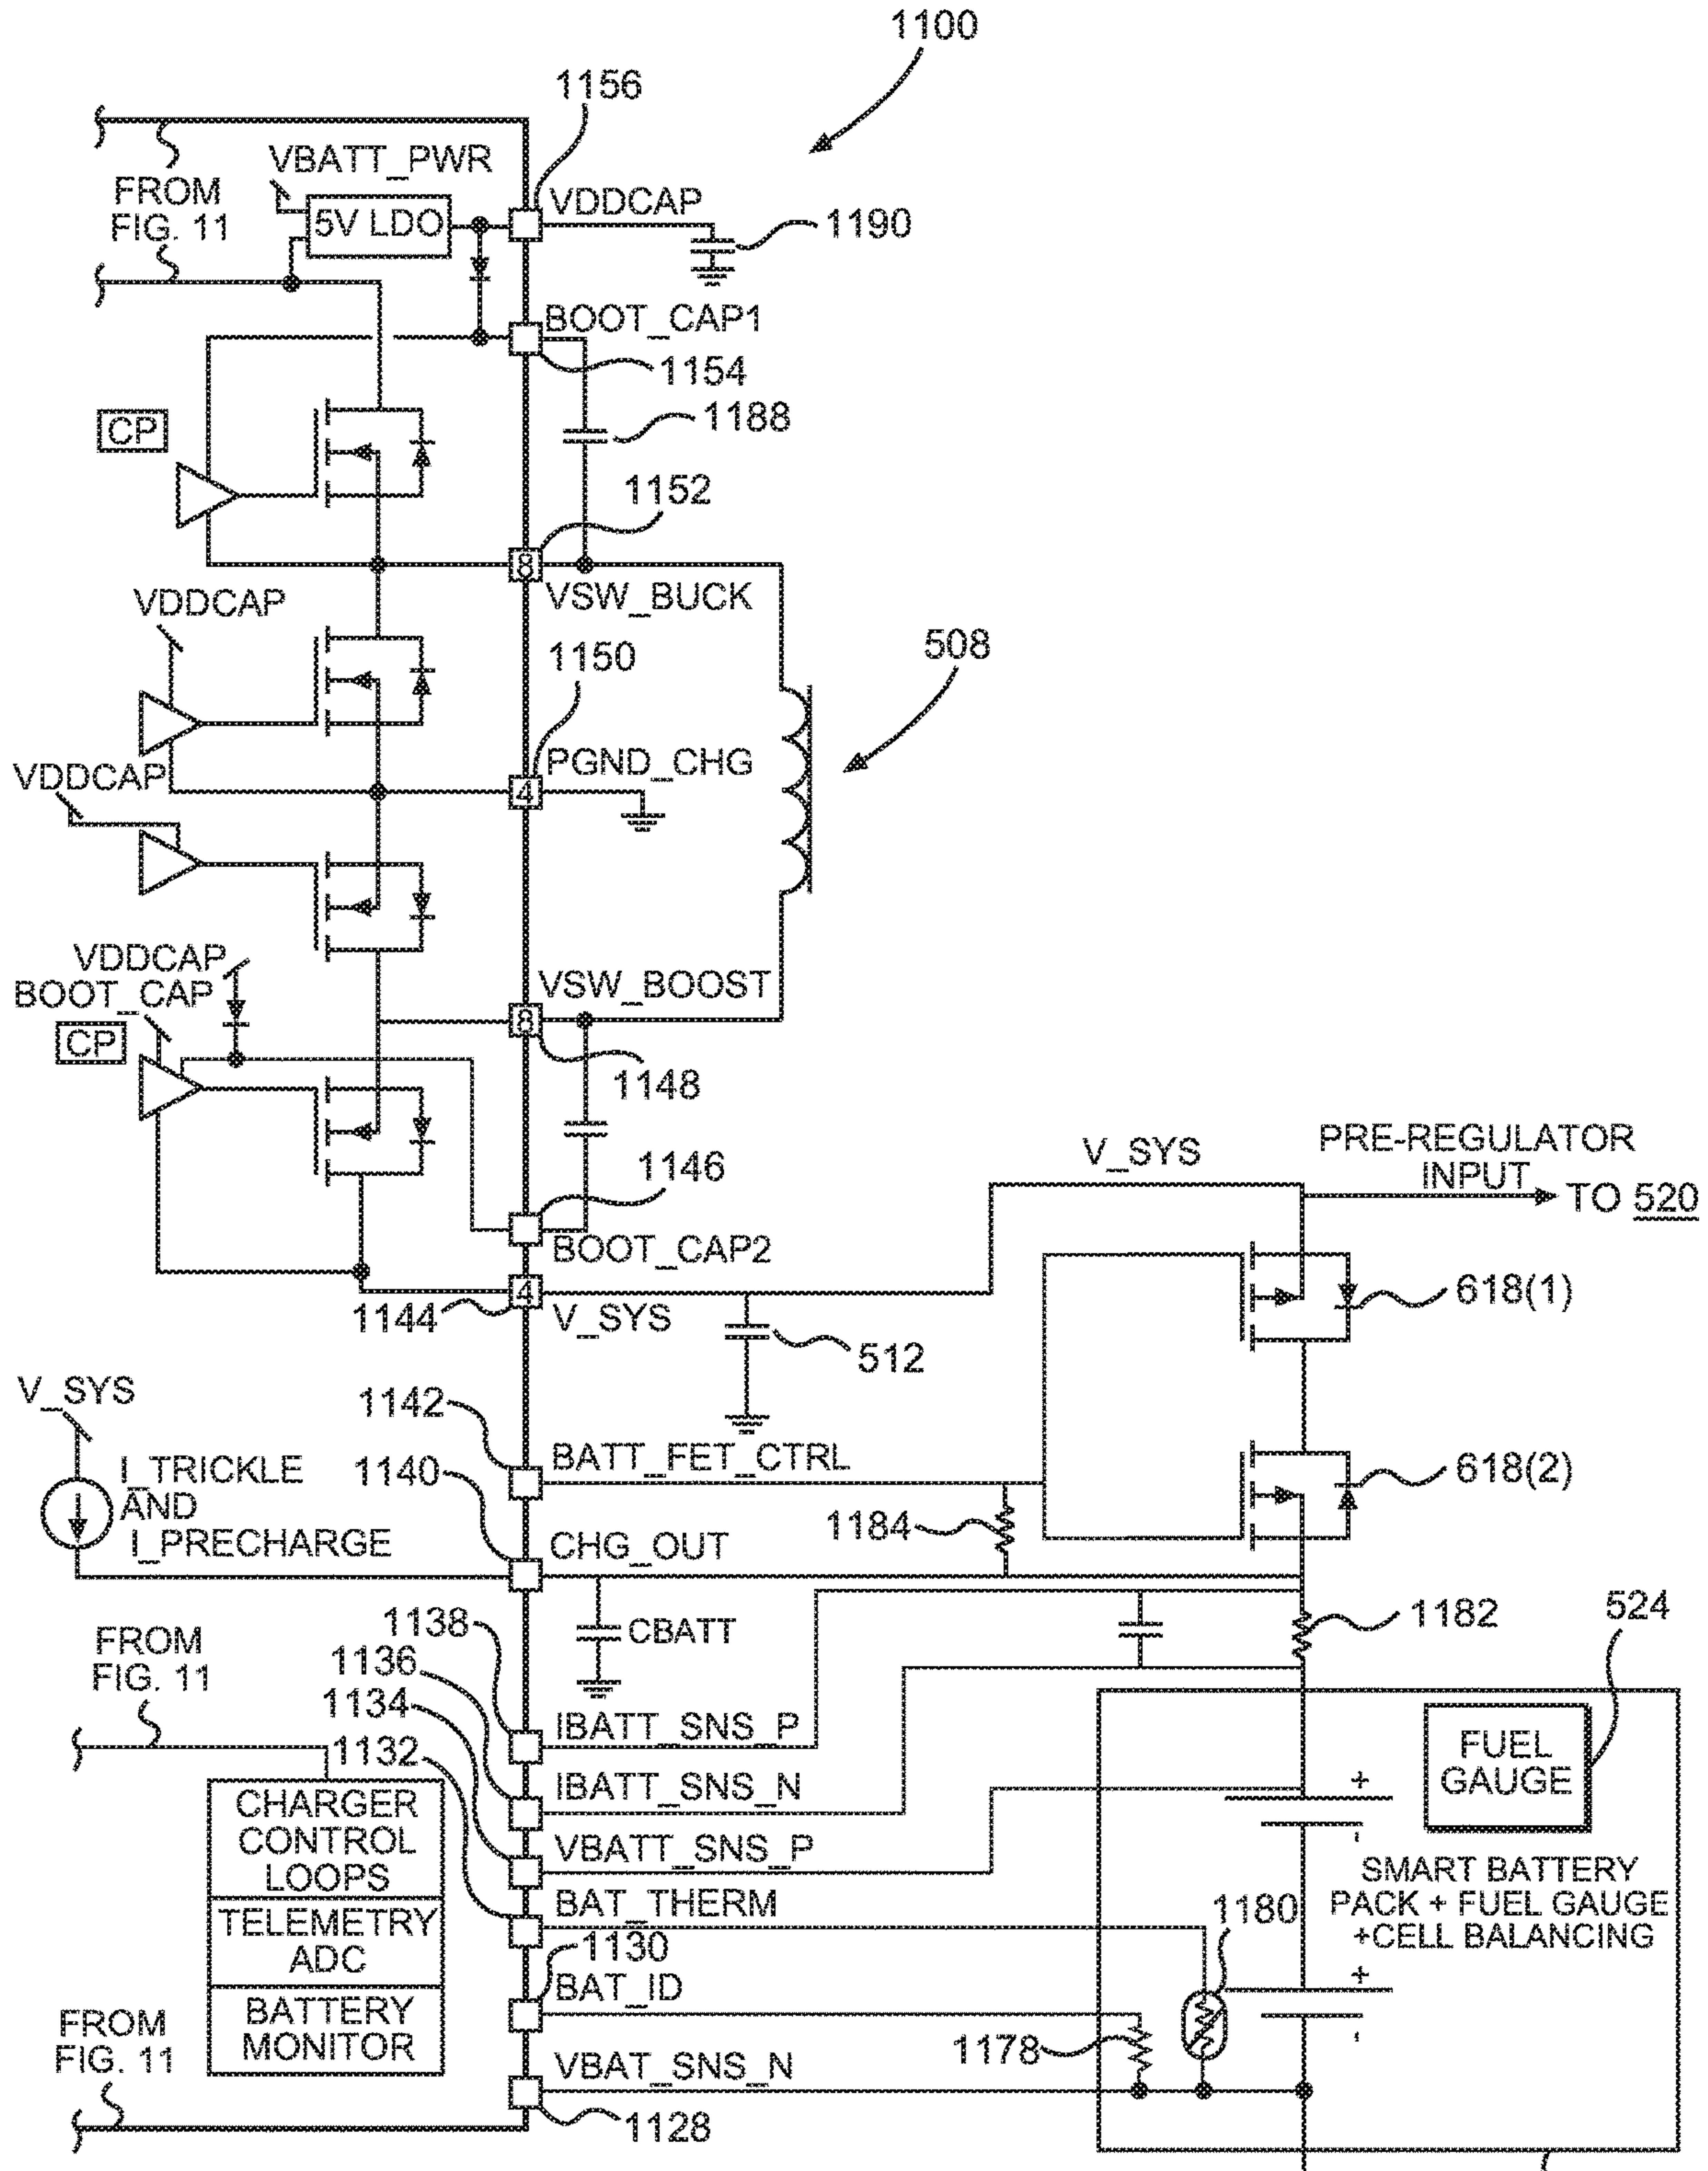 1100
1156
VBATT_PWR
FROM
FIG. 11
5V LDO
VDDCAP
1190
BOOT_CAP1
1154
CP
1188
1152
8
VSW_BUCK
VDDCAP
1150
508
PGND_CHG
4
VDDCAP
VDDCAP
BOOT_CAP
CP
VSW_BOOST
8
1148
1146
BOOT_CAP2
V_SYS
PRE-REGULATOR
INPUT
TO 520
4
1144
V_SYS
512
618(1)
V_SYS
1142
BATT_FET_CTRL
I_TRICKLE
AND
I_PRECHARGE
1140
CHG_OUT
1184
618(2)
1138
CBATT
1182
524
FROM
FIG. 11
1136
1134
1132
IBATT_SNS_P
IBATT_SNS_N
VBATT_SNS_P
BAT_THERM
1130
BAT_ID
VBAT_SNS_N
1128
CHARGER
CONTROL
LOOPS
TELEMETRY
ADC
BATTERY
MONITOR
FROM
FIG. 11
FUEL
GAUGE
+
-
SMART BATTERY
PACK + FUEL GAUGE
+CELL BALANCING
1180
+
-
1178